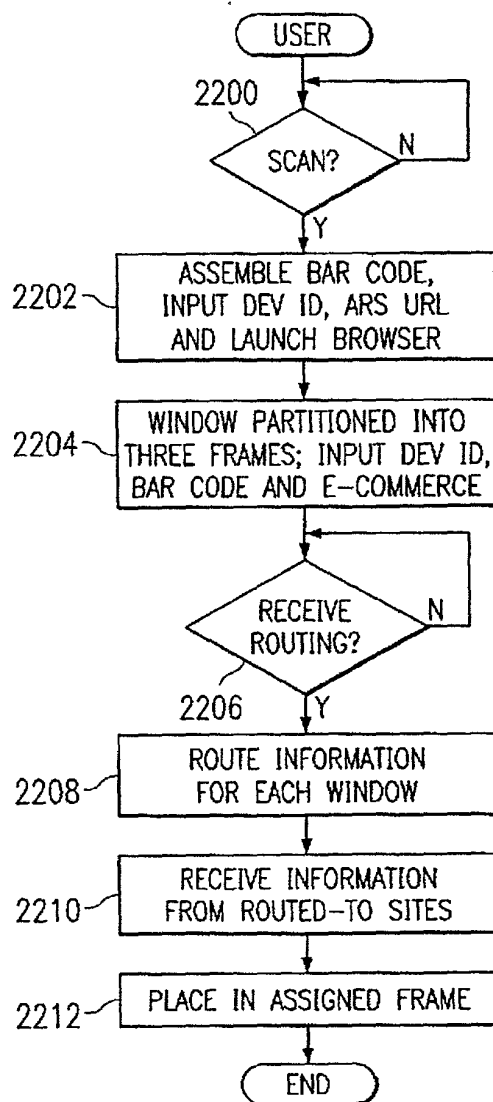 USER
2200
SCAN?
N
Y
2202
ASSEMBLE BAR CODE,
INPUT DEV ID, ARS URL
AND LAUNCH BROWSER
2204
WINDOW PARTITIONED INTO
THREE FRAMES; INPUT DEV ID,
BAR CODE AND E-COMMERCE
RECEIVE
ROUTING?
N
2206
Y
2208
ROUTE INFORMATION
FOR EACH WINDOW
2210
RECEIVE INFORMATION
FROM ROUTED-TO SITES
2212
PLACE IN ASSIGNED FRAME
END